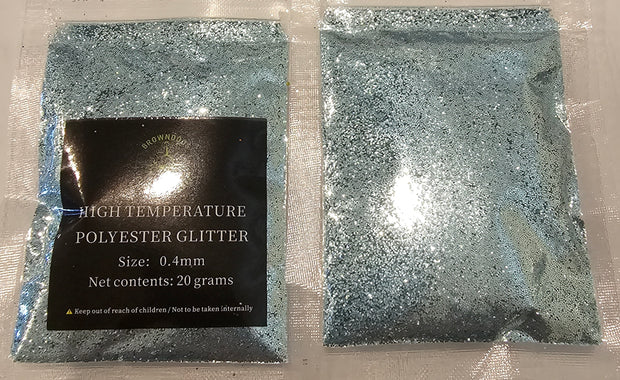 HIGH TEMPERATURE
POLYESTER GLITTER
Size: 0.4mm
Net contents: 20 grams
⚠ Keep out of reach of children / Not to be taken internally